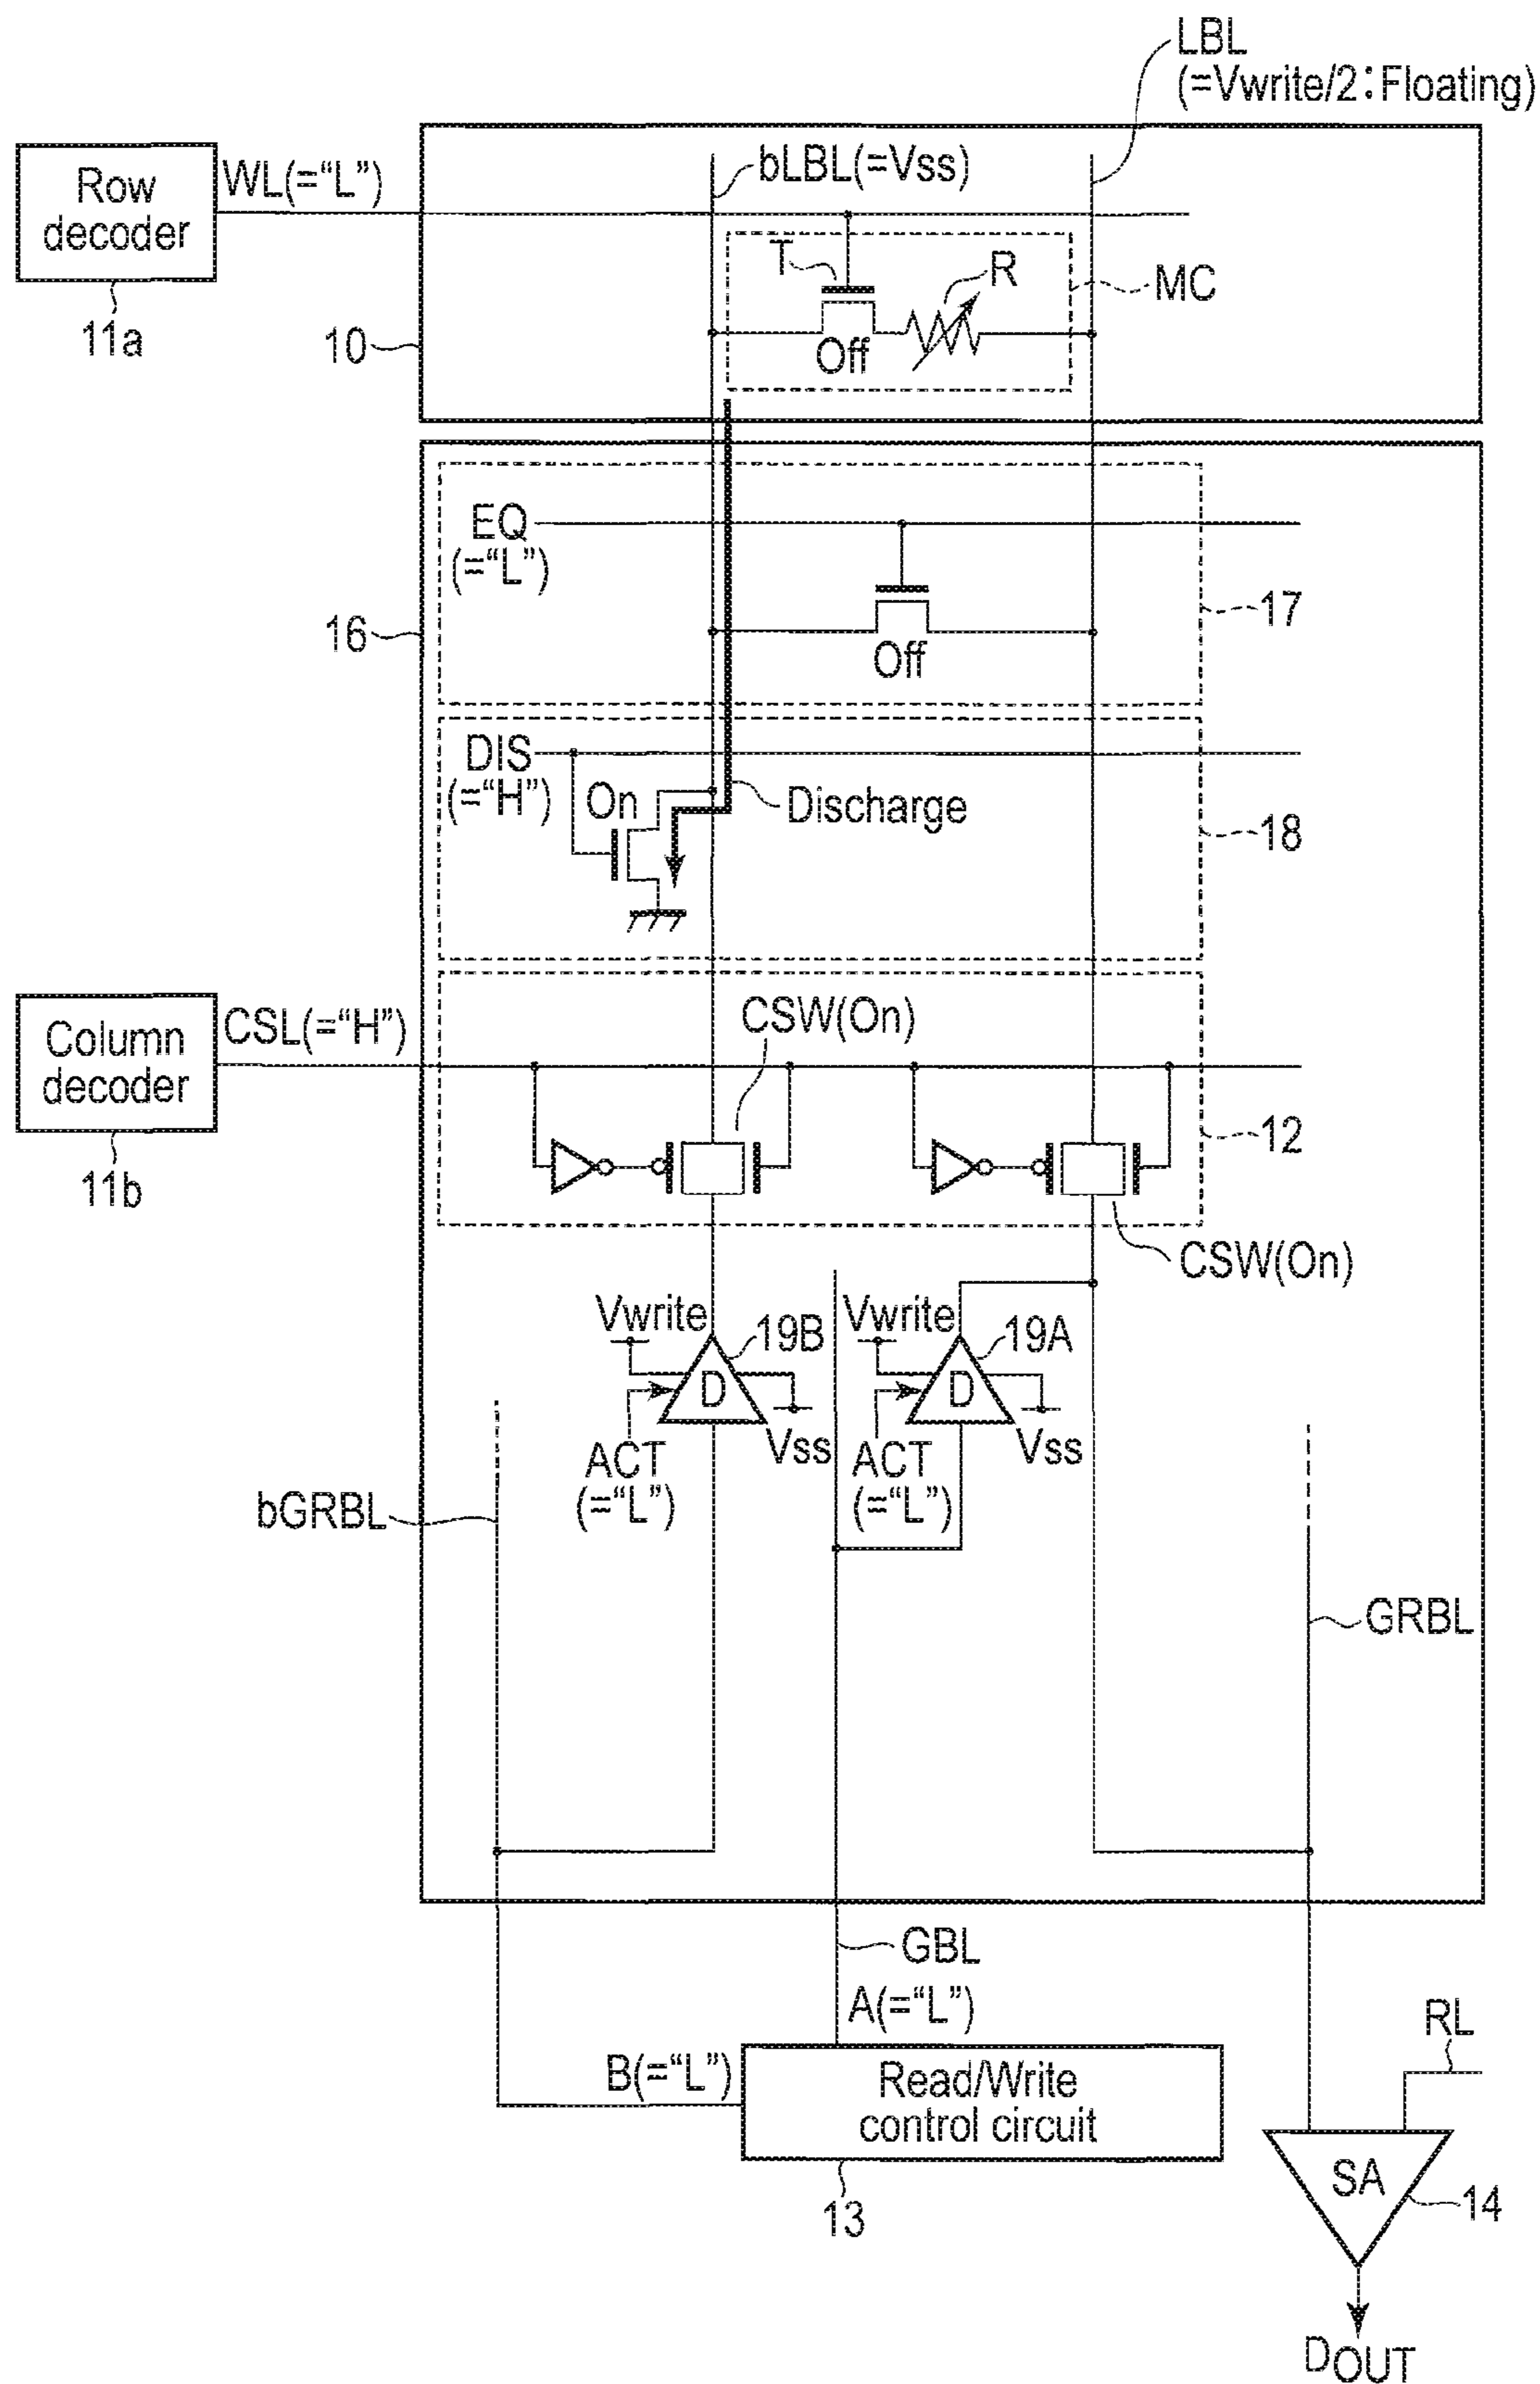 LBL
(=Vwrite/2:Floating)
Row
decoder
WL(="L")
11a
bLBL(=Vss)
T
R
MC
Off
10
EQ
(="L")
Off
17
16
DIS
(="H")
On
Discharge
18
Column
decoder
CSL(="H")
11b
CSW(On)
12
CSW(On)
Vwrite
19B
D
ACT
(="L")
Vss
Vwrite
19A
D
ACT
(="L")
Vss
bGRBL
GRBL
GBL
A(="L")
B(="L")
Read/Write
control circuit
13
RL
SA
14
DOUT